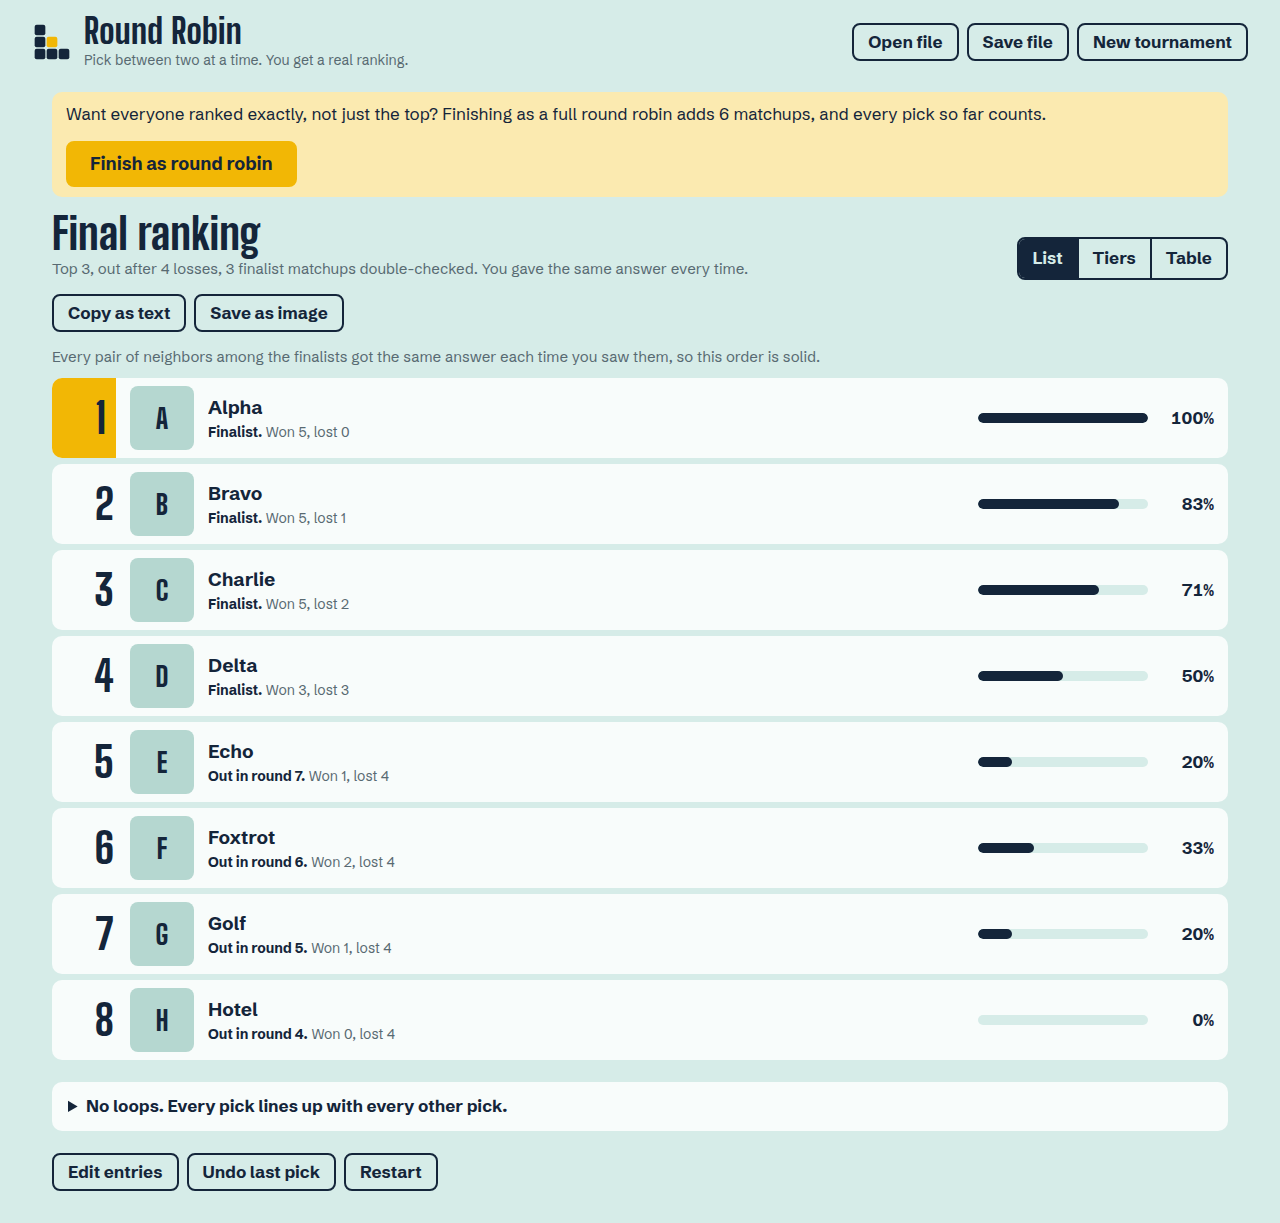 Round Robin
Pick between two at a time. You get a real ranking.
Open file
Save file
New tournament
Want everyone ranked exactly, not just the top? Finishing as a full round robin adds 6 matchups, and every pick so far counts.
Finish as round robin
Final ranking
Top 3, out after 4 losses, 3 finalist matchups double-checked. You gave the same answer every time.
List
Tiers
Table
Copy as text
Save as image
Every pair of neighbors among the finalists got the same answer each time you saw them, so this order is solid.
1
A
Alpha
Finalist. Won 5, lost 0
100%
2
B
Bravo
Finalist. Won 5, lost 1
83%
3
C
Charlie
Finalist. Won 5, lost 2
71%
4
D
Delta
Finalist. Won 3, lost 3
50%
5
E
Echo
Out in round 7. Won 1, lost 4
20%
6
F
Foxtrot
Out in round 6. Won 2, lost 4
33%
7
G
Golf
Out in round 5. Won 1, lost 4
20%
8
H
Hotel
Out in round 4. Won 0, lost 4
0%
No loops. Every pick lines up with every other pick.
Edit entries
Undo last pick
Restart